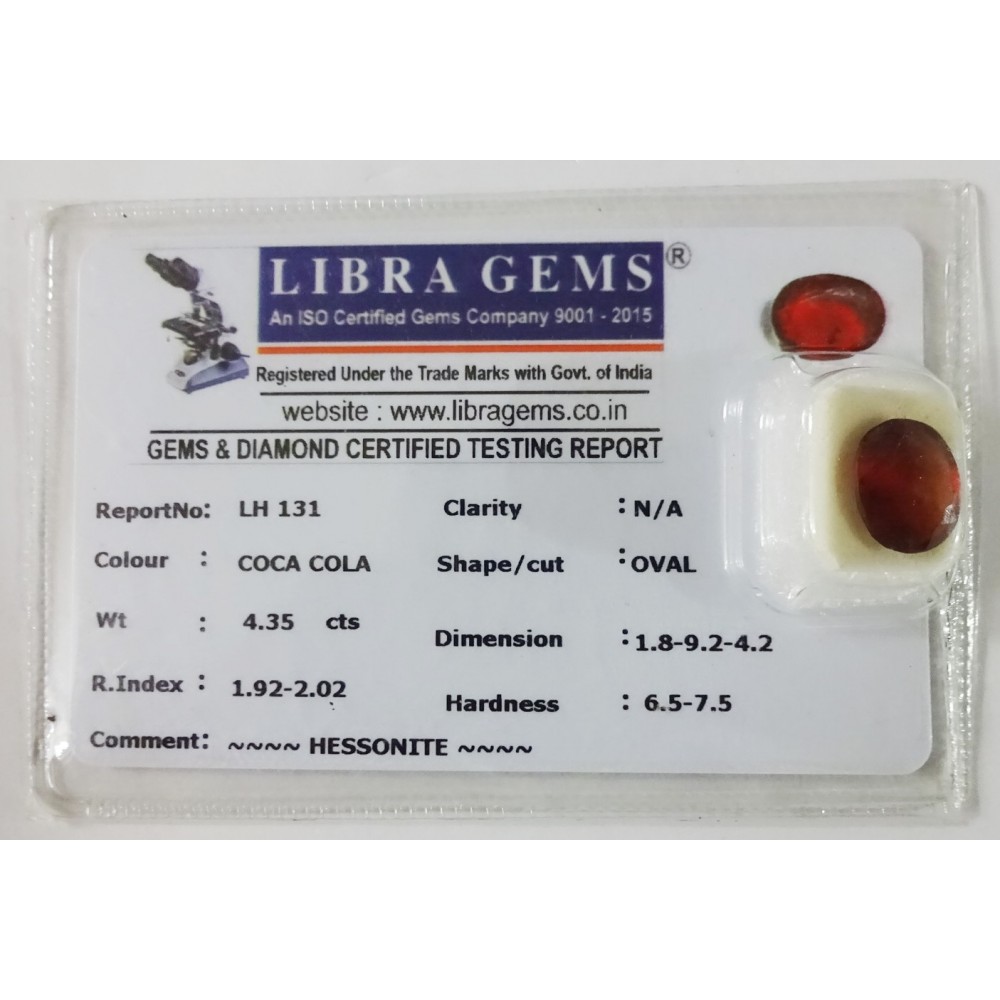 LIBRA GEMS ®
An ISO Certified Gems Company 9001 - 2015
Registered Under the Trade Marks with Govt. of India
website : www.libragems.co.in
GEMS & DIAMOND CERTIFIED TESTING REPORT
ReportNo: LH 131 Clarity : N/A
Colour : COCA COLA Shape/cut : OVAL
Wt : 4.35 cts Dimension : 1.8-9.2-4.2
R.Index : 1.92-2.02 Hardness : 6.5-7.5
Comment: ~~~~ HESSONITE ~~~~